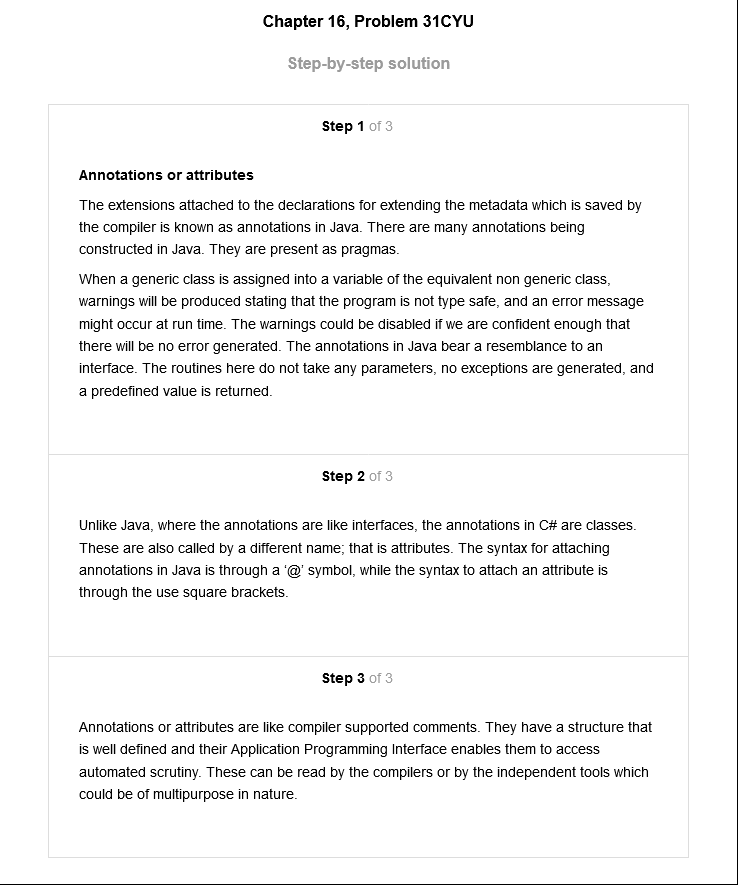 Chapter 16, Problem 31CYU
Step-by-step solution
Step 1 of 3
Annotations or attributes
The extensions attached to the declarations for extending the metadata which is saved by
the compiler is known as annotations in Java. There are many annotations being
constructed in Java. They are present as pragmas.
When a generic class is assigned into a variable of the equivalent non generic class,
warnings will be produced stating that the program is not type safe, and an error message
might occur at run time. The warnings could be disabled if we are confident enough that
there will be no error generated. The annotations in Java bear a resemblance to an
interface. The routines here do not take any parameters, no exceptions are generated, and
a predefined value is returned.
Step 2 of 3
Unlike Java, where the annotations are like interfaces, the annotations in C# are classes.
These are also called by a different name; that is attributes. The syntax for attaching
annotations in Java is through a ‘@’ symbol, while the syntax to attach an attribute is
through the use square brackets.
Step 3 of 3
Annotations or attributes are like compiler supported comments. They have a structure that
is well defined and their Application Programming Interface enables them to access
automated scrutiny. These can be read by the compilers or by the independent tools which
could be of multipurpose in nature.